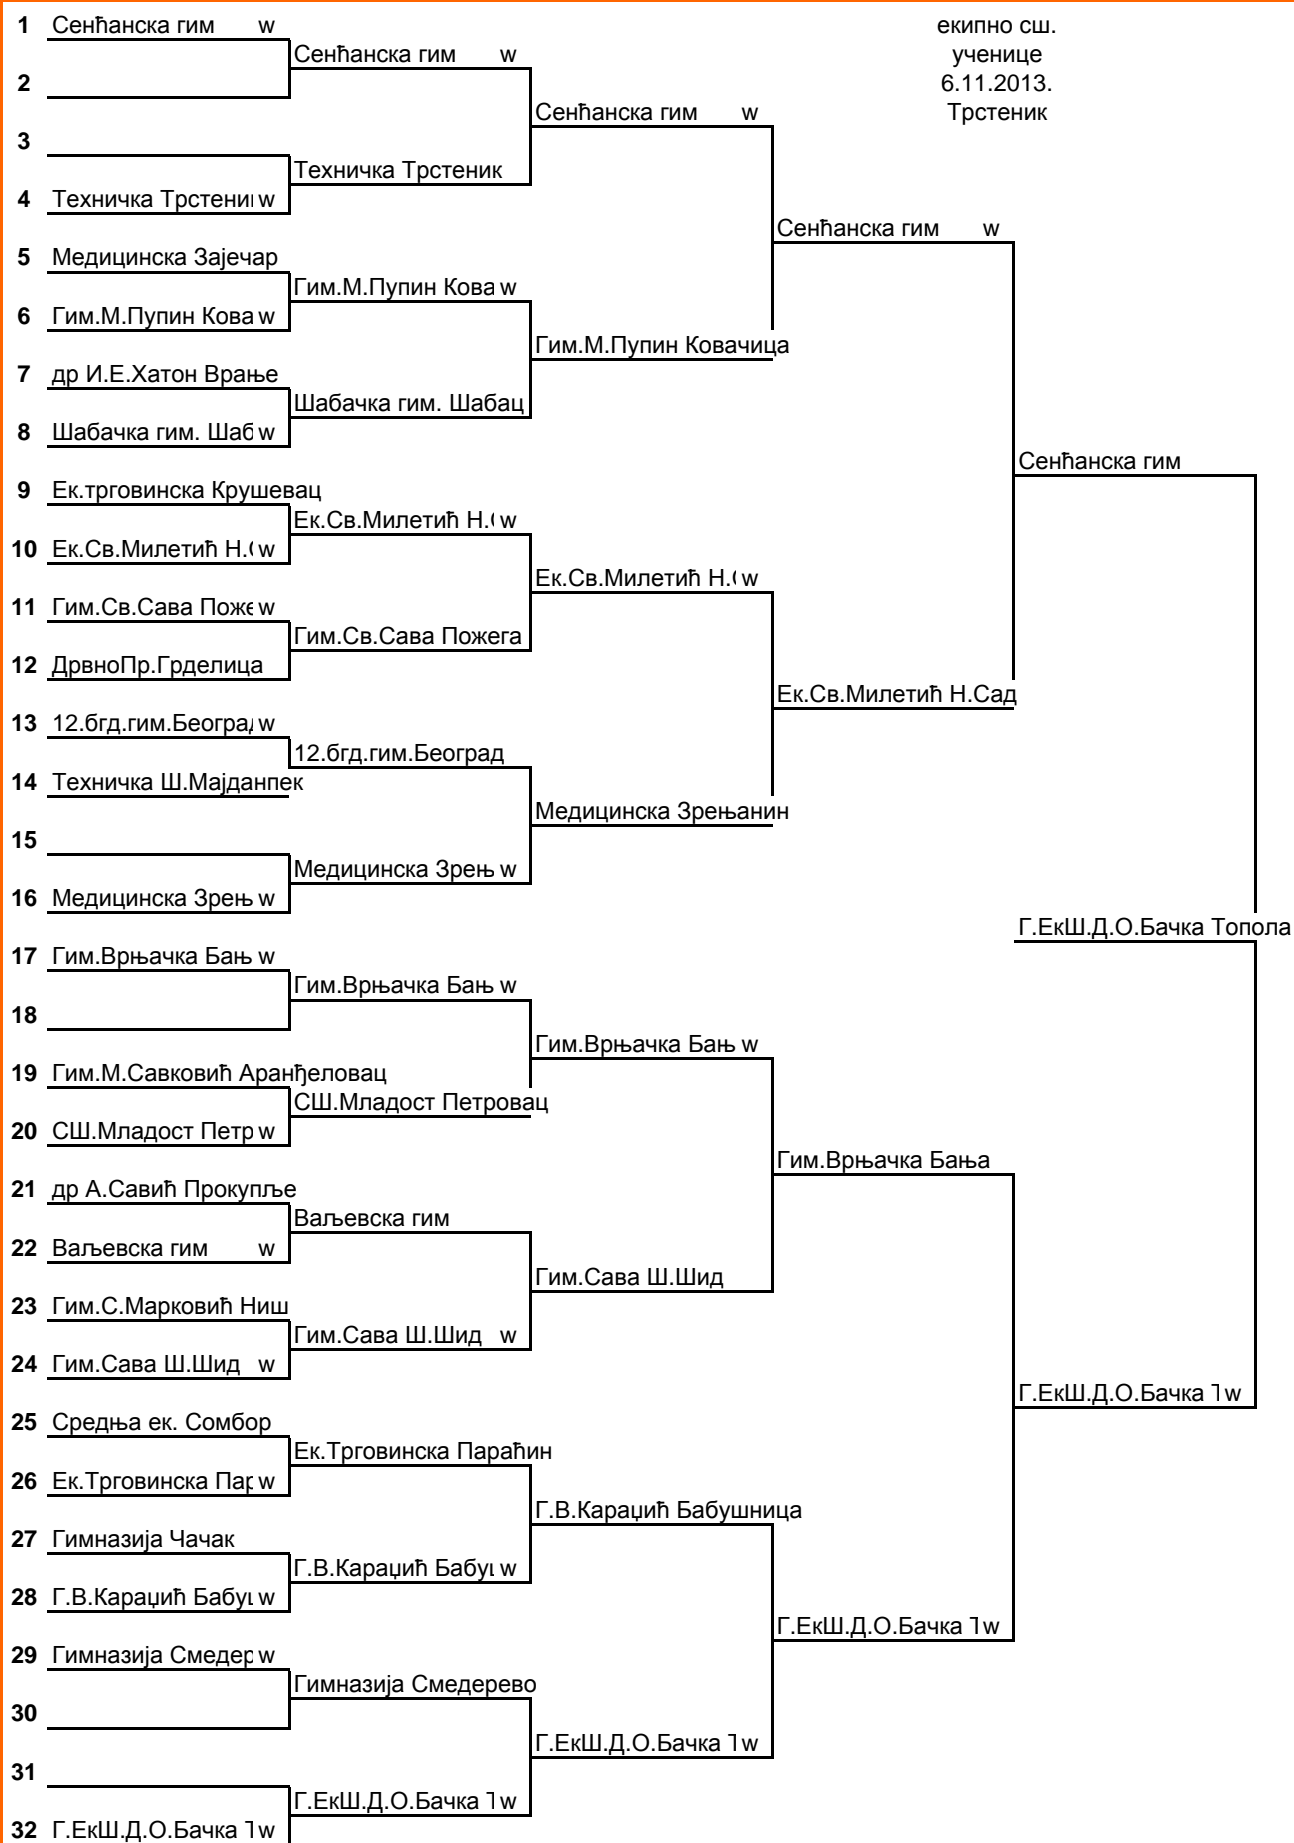 1 Сенћанска гим w
екипно сш.
Сенћанска гим w
ученице
2
6.11.2013.
Сенћанска гим w
Трстеник
3
Техничка Трстеник
4 Техничка Трстени w
Сенћанска гим w
5 Медицинска Зајечар
Гим.М.Пупин Кова w
6 Гим.М.Пупин Кова w
Гим.М.Пупин Ковачица
7 др И.Е.Хатон Врање
Шабачка гим. Шабац
8 Шабачка гим. Шаб w
Сенћанска гим
9 Ек.трговинска Крушевац
Ек.Св.Милетић Н. w
10 Ек.Св.Милетић Н. w
Ек.Св.Милетић Н. w
11 Гим.Св.Сава Поже w
Гим.Св.Сава Пожега
12 ДрвноПр.Грделица
Ек.Св.Милетић Н.Сад
13 12.бгд.гим.Београд w
12.бгд.гим.Београд
14 Техничка Ш.Мајданпек
Медицинска Зрењанин
15
Медицинска Зрењ w
16 Медицинска Зрењ w
Г.ЕкШ.Д.О.Бачка Топола
17 Гим.Врњачка Бањ w
Гим.Врњачка Бањ w
18
Гим.Врњачка Бањ w
19 Гим.М.Савковић Аранђеловац
СШ.Младост Петровац
20 СШ.Младост Петр w
Гим.Врњачка Бања
21 др А.Савић Прокупље
Ваљевска гим
22 Ваљевска гим w
Гим.Сава Ш.Шид
23 Гим.С.Марковић Ниш
Гим.Сава Ш.Шид w
24 Гим.Сава Ш.Шид w
Г.ЕкШ.Д.О.Бачка Т w
25 Средња ек. Сомбор
Ек.Трговинска Параћин
26 Ек.Трговинска Пар w
Г.В.Караџић Бабушница
27 Гимназија Чачак
Г.В.Караџић Бабуш w
28 Г.В.Караџић Бабуш w
Г.ЕкШ.Д.О.Бачка Т w
29 Гимназија Смедер w
Гимназија Смедерево
30
Г.ЕкШ.Д.О.Бачка Т w
31
Г.ЕкШ.Д.О.Бачка Т w
32 Г.ЕкШ.Д.О.Бачка Т w